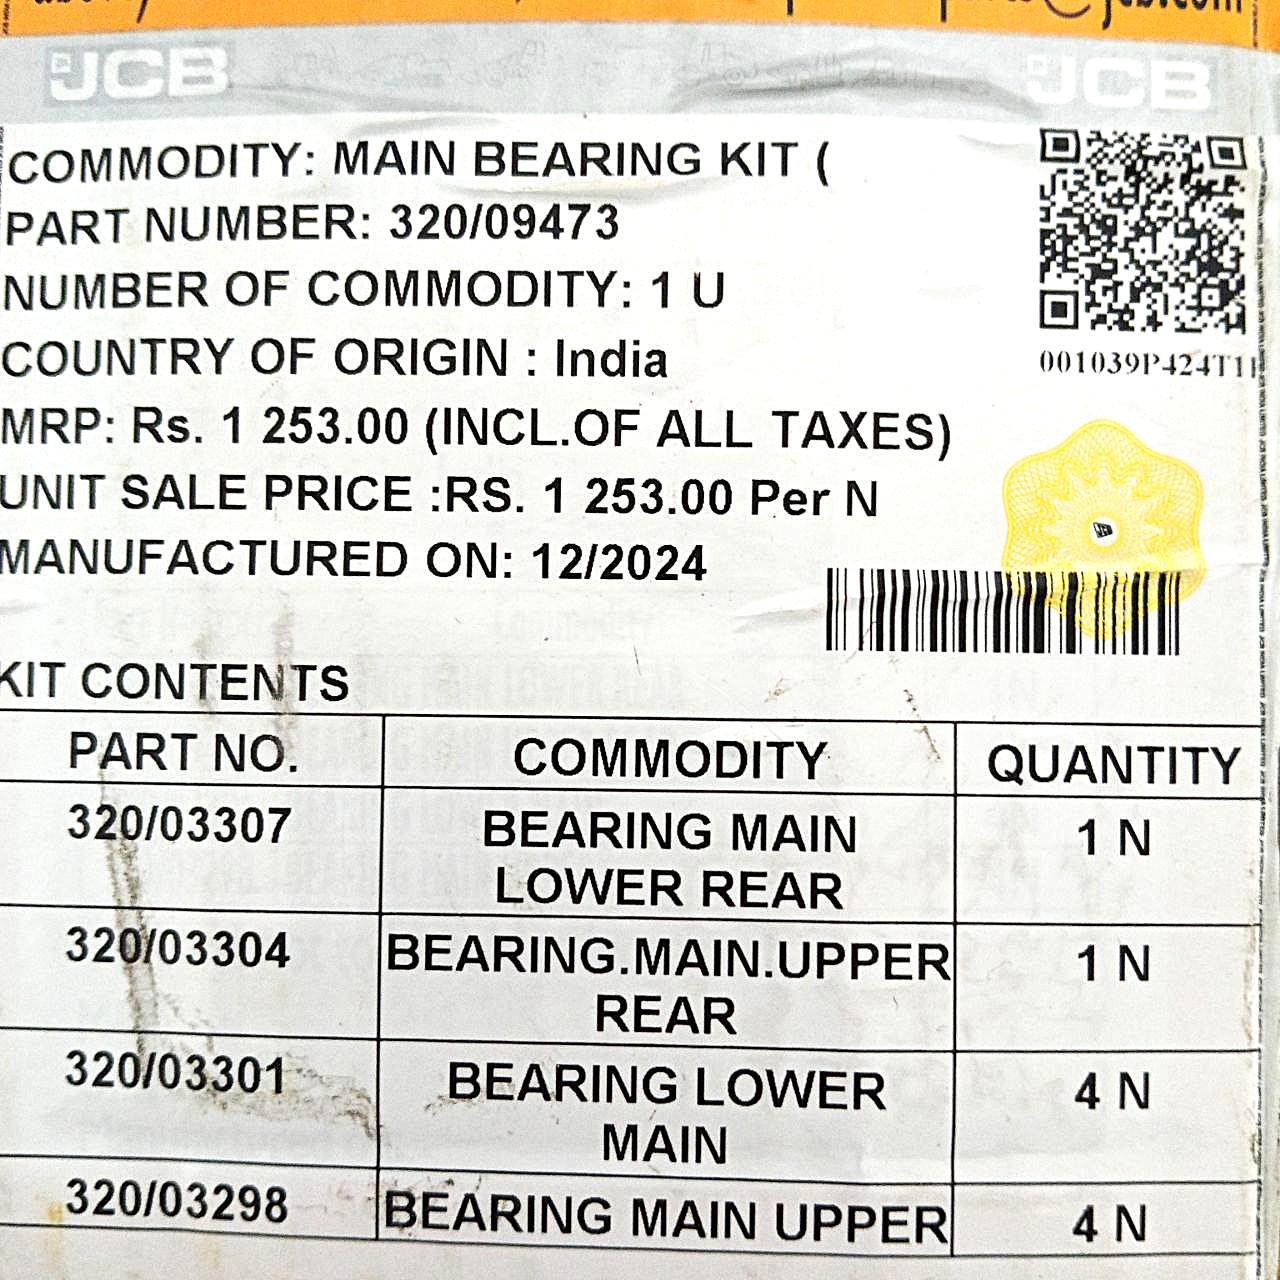 JCB JCB
COMMODITY: MAIN BEARING KIT (
PART NUMBER: 320/09473
NUMBER OF COMMODITY: 1 U
COUNTRY OF ORIGIN : India
001039P424T1
MRP: Rs. 1 253.00 (INCL.OF ALL TAXES)
UNIT SALE PRICE :RS. 1 253.00 Per N
MANUFACTURED ON: 12/2024
KIT CONTENTS
PART NO. COMMODITY QUANTITY
320/03307 BEARING MAIN 1 N
LOWER REAR
320/03304 BEARING.MAIN.UPPER 1 N
REAR
320/03301 BEARING LOWER 4 N
MAIN
320/03298 BEARING MAIN UPPER 4 N